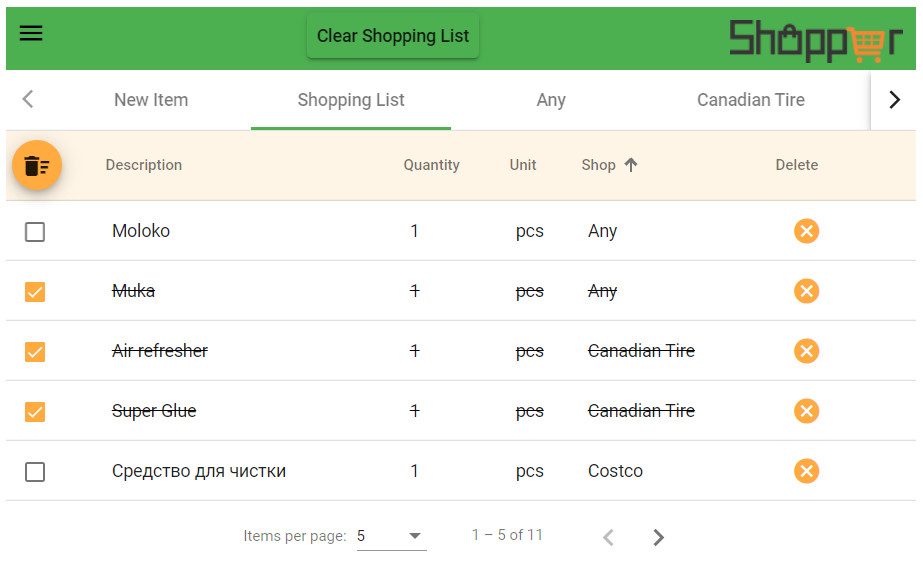 Clear Shopping List
Shopper
New Item Shopping List Any Canadian Tire
Description Quantity Unit Shop Delete
Moloko 1 pcs Any
Muka 1 pcs Any
Air refresher 1 pcs Canadian Tire
Super Glue 1 pcs Canadian Tire
Средство для чистки 1 pcs Costco
Items per page: 5 1 – 5 of 11